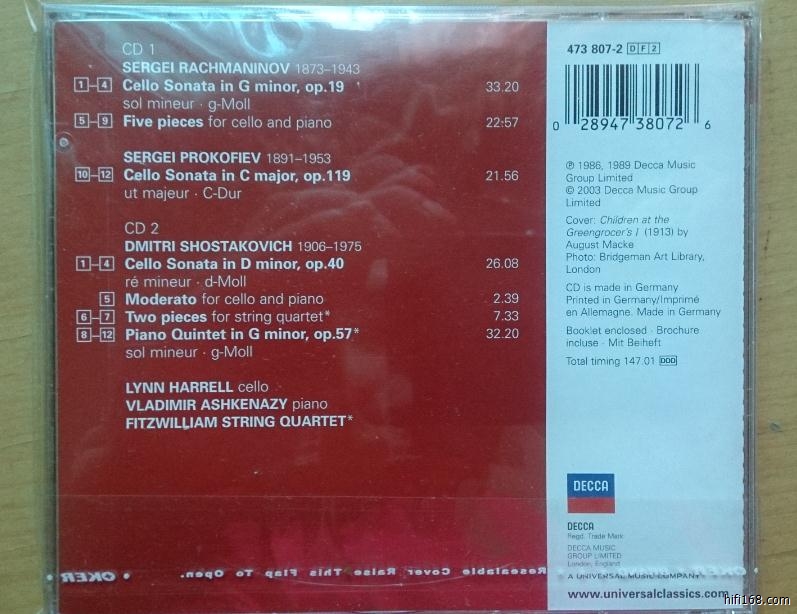 CD 1
SERGEI RACHMANINOV 1873–1943
1–4 Cello Sonata in G minor, op.19 33.20
sol mineur · g-Moll
5–9 Five pieces for cello and piano 22:57
SERGEI PROKOFIEV 1891–1953
10–12 Cello Sonata in C major, op.119 21.56
ut majeur · C-Dur
CD 2
DMITRI SHOSTAKOVICH 1906–1975
1–4 Cello Sonata in D minor, op.40 26.08
ré mineur · d-Moll
5 Moderato for cello and piano 2.39
6–7 Two pieces for string quartet* 7.33
8–12 Piano Quintet in G minor, op.57* 32.20
sol mineur · g-Moll
LYNN HARRELL cello
VLADIMIR ASHKENAZY piano
FITZWILLIAM STRING QUARTET*
473 807-2 DF2
0 28947 38072 6
℗ 1986, 1989 Decca Music
Group Limited
© 2003 Decca Music Group
Limited
Cover: Children at the
Greengrocer's I (1913) by
August Macke
Photo: Bridgeman Art Library,
London
CD is made in Germany
Printed in Germany/Imprimé
en Allemagne. Made in Germany
Booklet enclosed · Brochure
incluse · Mit Beiheft
Total timing 147.01 DDD
DECCA
DECCA
Regd. Trade Mark
DECCA MUSIC
GROUP LIMITED
London, England
A UNIVERSAL MUSIC COMPANY
www.universalclassics.com
OKER • Resealable Cover Raise This Flap To Open. • OKER
hifi168.com